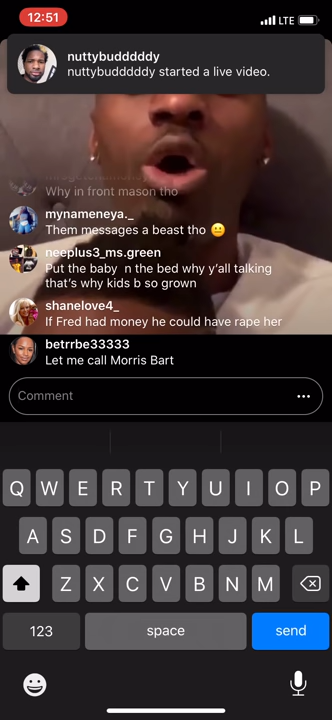 12:51
LTE
nuttybudddddy
nuttybudddddy started a live video.
Why in front mason tho
mynameneya._
Them messages a beast tho 😐
neeplus3_ms.green
Put the baby n the bed why y'all talking
that's why kids b so grown
shanelove4_
If Fred had money he could have rape her
betrrbe33333
Let me call Morris Bart
Comment
Q W E R T Y U I O P
A S D F G H J K L
Z X C V B N M
123 space send